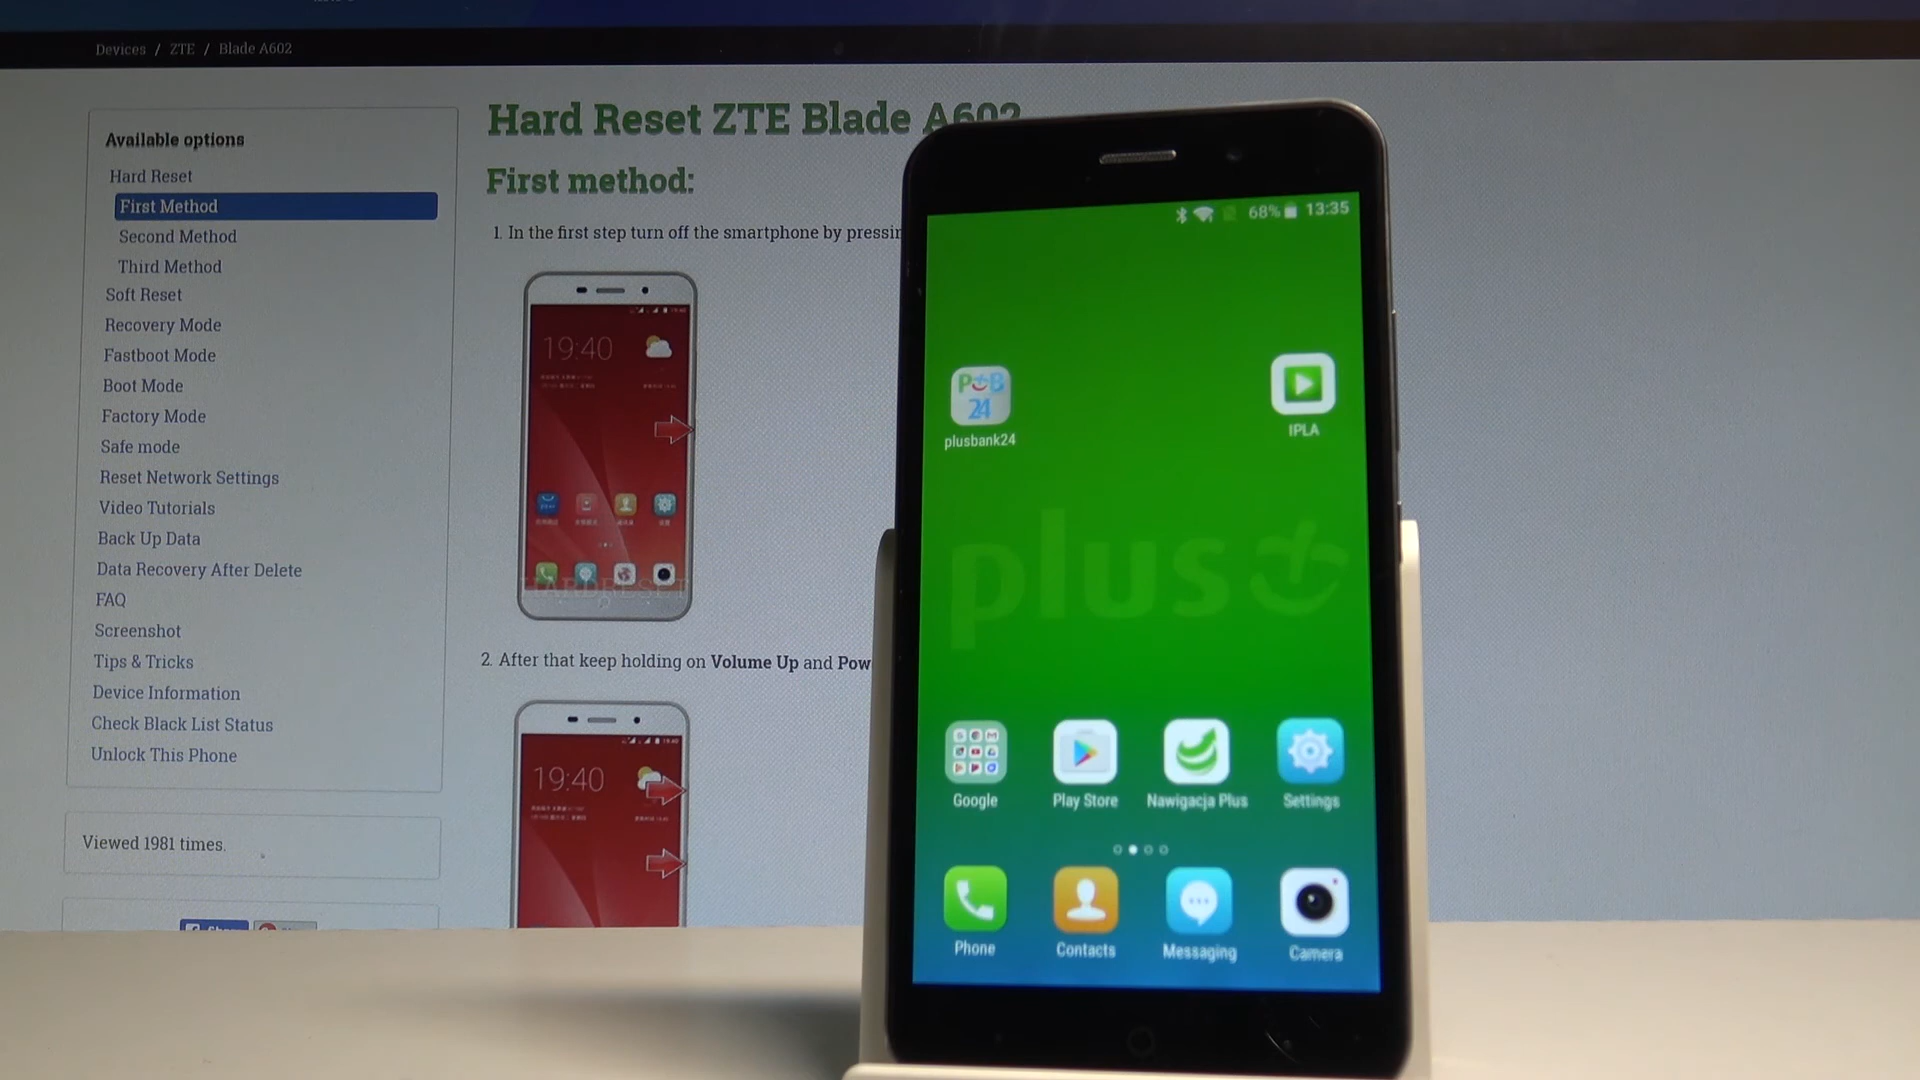 Devices / ZTE / Blade A602
Available options
Hard Reset
First Method
Second Method
Third Method
Soft Reset
Recovery Mode
Fastboot Mode
Boot Mode
Factory Mode
Safe mode
Reset Network Settings
Video Tutorials
Back Up Data
Data Recovery After Delete
FAQ
Screenshot
Tips & Tricks
Device Information
Check Black List Status
Unlock This Phone
Viewed 1981 times.
Hard Reset ZTE Blade A602
First method:
1. In the first step turn off the smartphone by pressin
19:40
HARDRESET
2. After that keep holding on Volume Up and Pow
19:40
68% 13:35
P+B
24
plusbank24
IPLA
plus
Google
Play Store
Nawigacja Plus
Settings
Phone
Contacts
Messaging
Camera